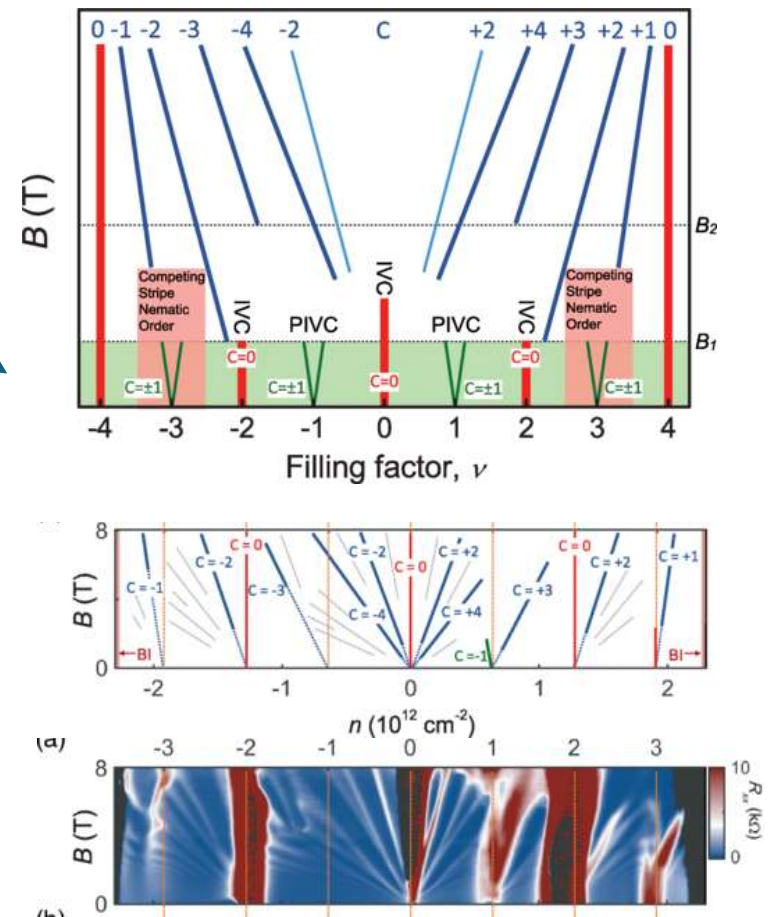 0 -1 -2 -3 -4 -2 C +2 +4 +3 +2 +1 0
B (T)
B2
Competing
Stripe
Nematic
Order
IVC
PIVC
IVC
PIVC
IVC
Competing
Stripe
Nematic
Order
B1
C=±1
C=0
C=±1
C=0
C=±1
C=0
C=±1
-4 -3 -2 -1 0 1 2 3 4
Filling factor, ν
8
B (T)
0
C = -1
C = -2
C = 0
C = -3
C = -2
C = -4
C = 0
C = +2
C = +4
C =-1
C = +3
C = 0
C = +2
C = +1
←BI
BI→
-2 -1 0 1 2
n (10¹² cm⁻²)
(a)
-3 -2 -1 0 1 2 3
8
B (T)
0
10
Rxx (kΩ)
0